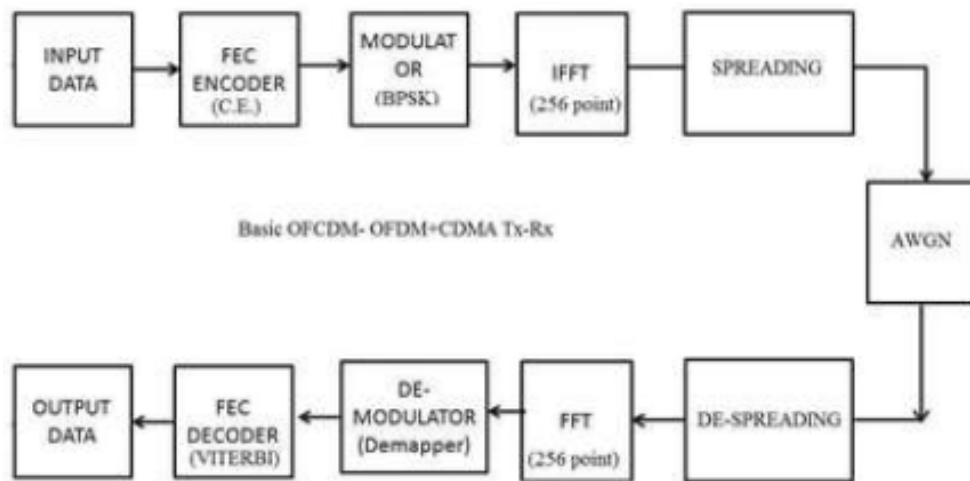 INPUT
DATA
FEC
ENCODER
(C.E.)
MODULAT
OR
(BPSK)
IFFT
(256 point)
SPREADING
AWGN
Basic OFCDM- OFDM+CDMA Tx-Rx
OUTPUT
DATA
FEC
DECODER
(VITERBI)
DE-
MODULATOR
(Demapper)
FFT
(256 point)
DE-SPREADING